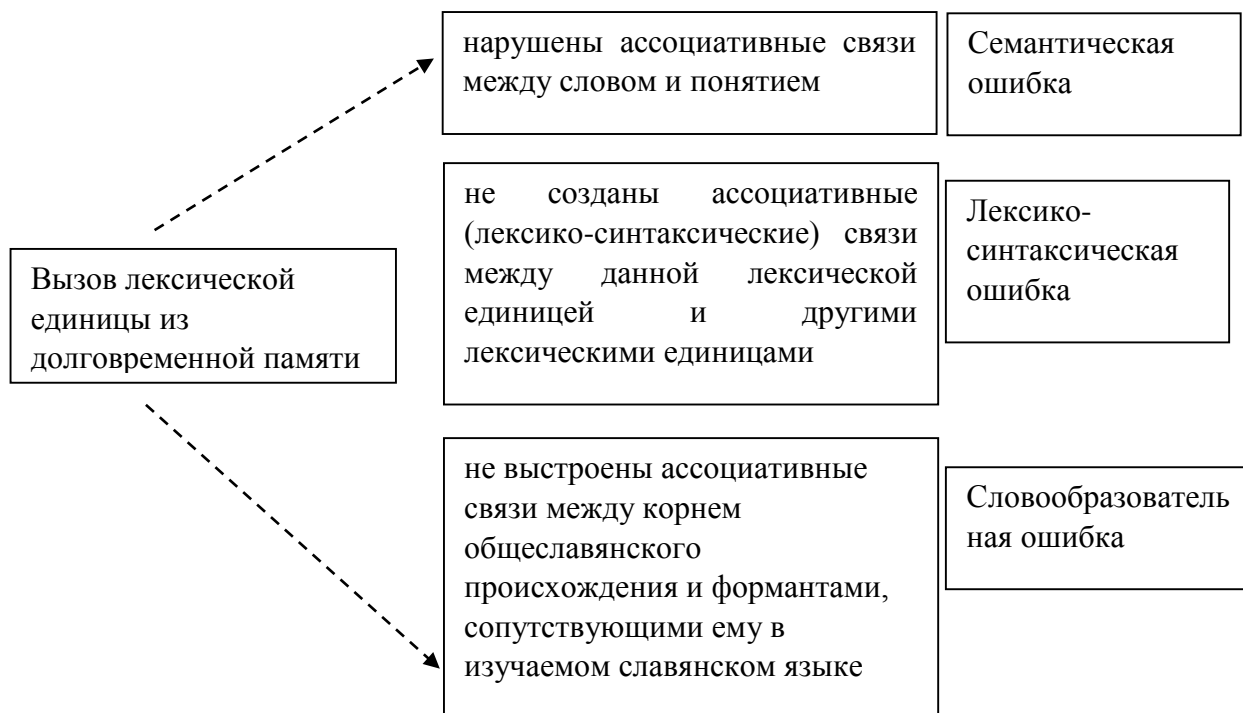 нарушены ассоциативные связи
между словом и понятием
Семантическая
ошибка
не созданы ассоциативные
(лексико-синтаксические) связи
между данной лексической
единицей и другими
лексическими единицами
Лексико-
синтаксическая
ошибка
Вызов лексической
единицы из
долговременной памяти
не выстроены ассоциативные
связи между корнем
общеславянского
происхождения и формантами,
сопутствующими ему в
изучаемом славянском языке
Словообразователь
ная ошибка